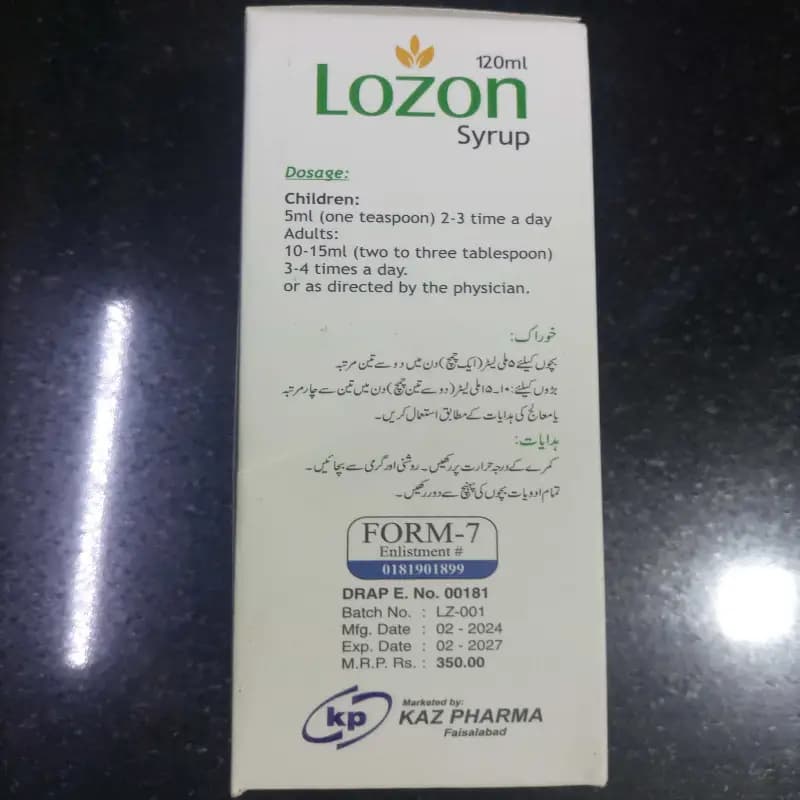 120ml
Lozon
Syrup
Dosage:
Children:
5ml (one teaspoon) 2-3 time a day
Adults:
10-15ml (two to three tablespoon)
3-4 times a day.
or as directed by the physician.
خوراک:
بچوں کیلئے ۵ ملی لیٹر (ایک چمچ) دن میں دو سے تین مرتبہ
بڑوں کیلئے: ۱۰۔۱۵ ملی لیٹر (دو سے تین چمچ) دن میں تین سے چار مرتبہ
یا معالج کی ہدایات کے مطابق استعمال کریں۔
ہدایات:
کمرے کے درجہ حرارت پر رکھیں۔ روشنی اور گرمی سے بچائیں۔
تمام ادویات بچوں کی پہنچ سے دور رکھیں۔
FORM-7
Enlistment #
0181901899
DRAP E. No. 00181
Batch No. : LZ-001
Mfg. Date : 02 - 2024
Exp. Date : 02 - 2027
M.R.P. Rs. : 350.00
kp
Marketed by:
KAZ PHARMA
Faisalabad